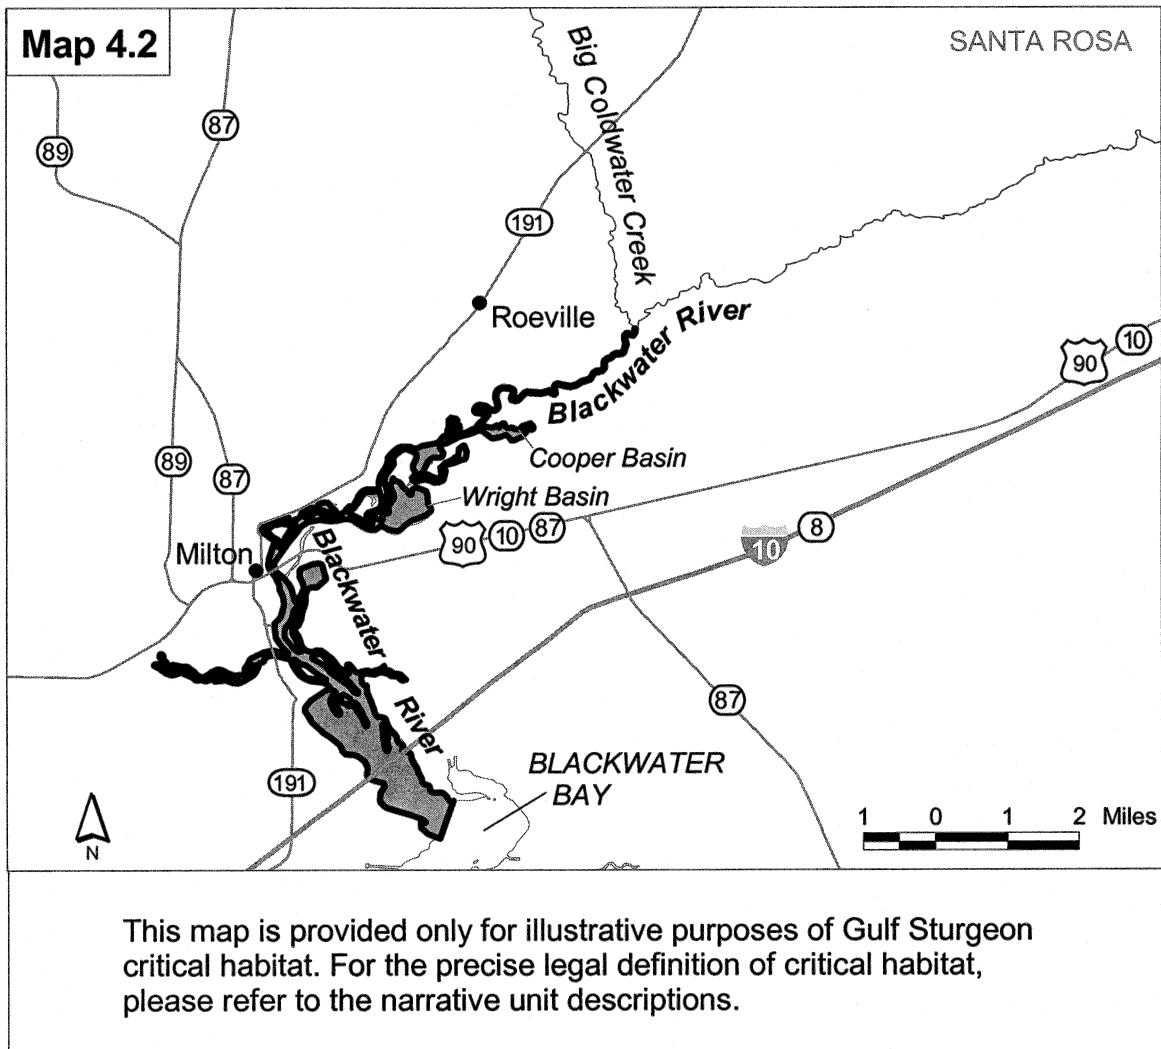 Map 4.2
SANTA ROSA
Big Coldwater Creek
87
89
191
Roeville
Blackwater River
10
90
Cooper Basin
89
87
Wright Basin
90
10
87
10
8
Milton
Blackwater River
87
191
BLACKWATER
BAY
N
1 0 1 2 Miles
This map is provided only for illustrative purposes of Gulf Sturgeon
critical habitat. For the precise legal definition of critical habitat,
please refer to the narrative unit descriptions.